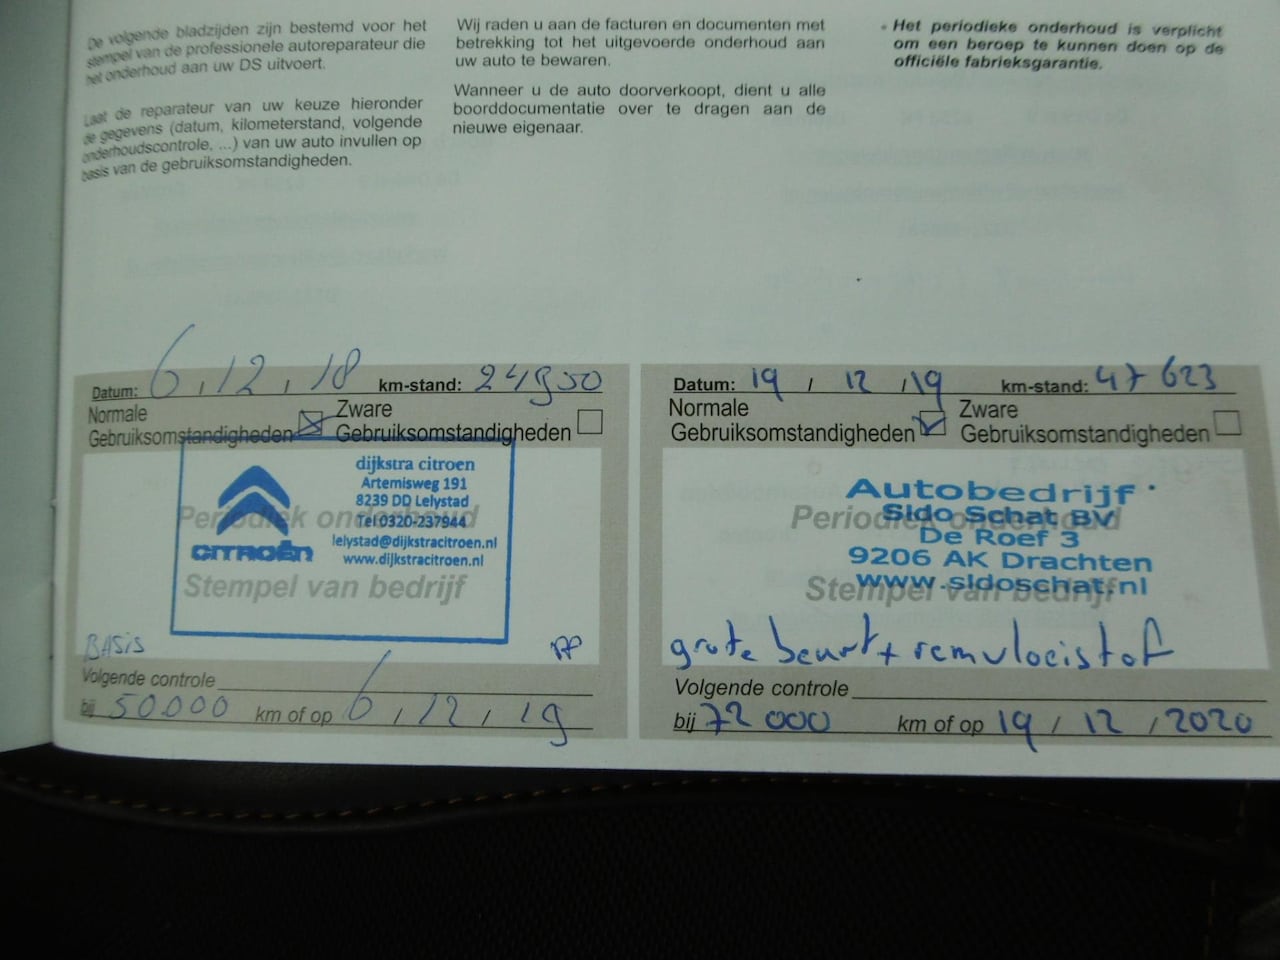 De volgende bladzijden zijn bestemd voor het
stempel van de professionele autoreparateur die
het onderhoud aan uw DS uitvoert.
Laat de reparateur van uw keuze hieronder
de gegevens (datum, kilometerstand, volgende
onderhoudscontrole, ...) van uw auto invullen op
basis van de gebruiksomstandigheden.
Wij raden u aan de facturen en documenten met
betrekking tot het uitgevoerde onderhoud aan
uw auto te bewaren.
Wanneer u de auto doorverkoopt, dient u alle
boorddocumentatie over te dragen aan de
nieuwe eigenaar.
• Het periodieke onderhoud is verplicht
om een beroep te kunnen doen op de
officiële fabrieksgarantie.
Datum: 6 / 12 / 18 km-stand: 24950
Normale
Gebruiksomstandigheden
Zware
Gebruiksomstandigheden
Periodiek onderhoud
Stempel van bedrijf
CITROËN
dijkstra citroen
Artemisweg 191
8239 DD Lelystad
Tel 0320-237944
lelystad@dijkstracitroen.nl
www.dijkstracitroen.nl
BASIS
Volgende controle
bij 50.000 km of op 6 / 12 / 19
Datum: 19 / 12 / 19 km-stand: 47 623
Normale
Gebruiksomstandigheden
Zware
Gebruiksomstandigheden
Periodiek onderhoud
Stempel van bedrijf
Autobedrijf
Sido Schat BV
De Roef 3
9206 AK Drachten
www.sidoschat.nl
grote beurt + remvloeistof
Volgende controle
bij 72 000 km of op 19 / 12 / 2020